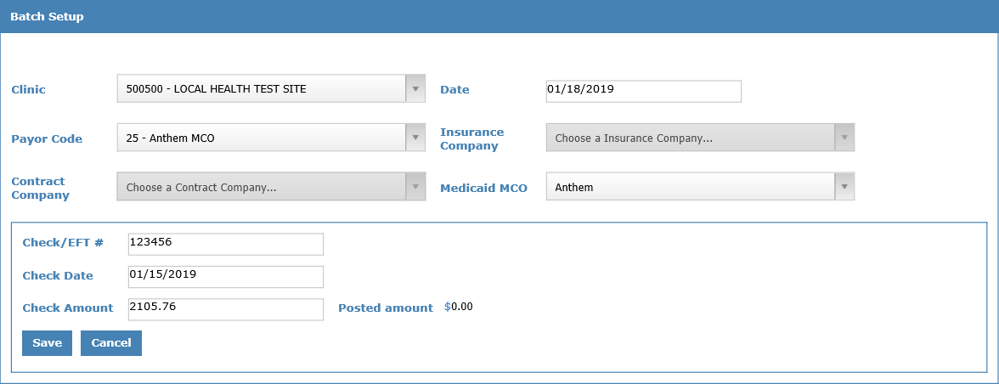 Batch Setup
Clinic 500500 - LOCAL HEALTH TEST SITE Date 01/18/2019
Payor Code 25 - Anthem MCO Insurance Company Choose a Insurance Company...
Contract Company Choose a Contract Company... Medicaid MCO Anthem
Check/EFT # 123456
Check Date 01/15/2019
Check Amount 2105.76 Posted amount $0.00
Save Cancel